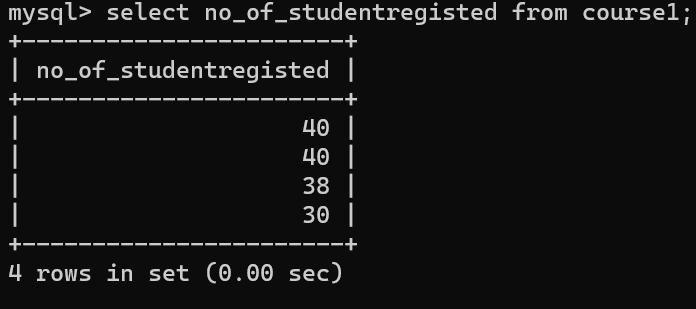 mysql> select no_of_studentregisted from course1;
+-----------------------+
| no_of_studentregisted |
+-----------------------+
|                    40 |
|                    40 |
|                    38 |
|                    30 |
+-----------------------+
4 rows in set (0.00 sec)